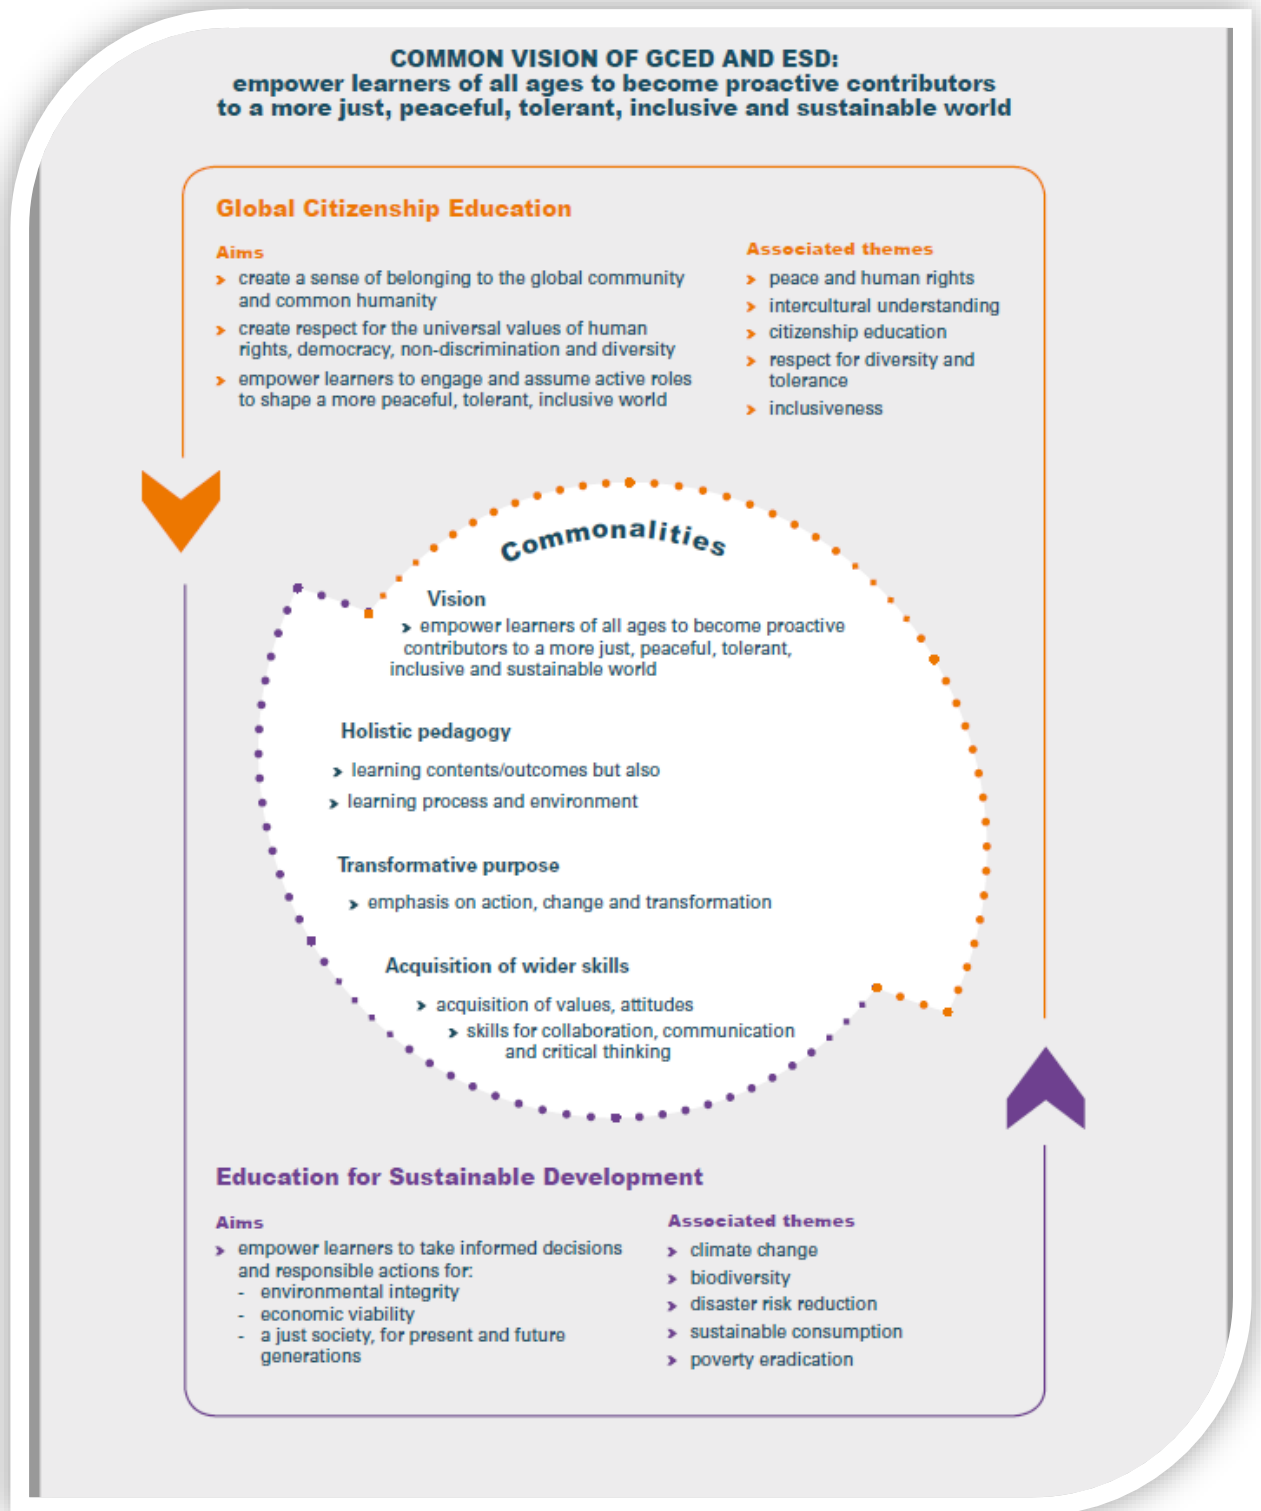 COMMON VISION OF GCED AND ESD:
empower learners of all ages to become proactive contributors
to a more just, peaceful, tolerant, inclusive and sustainable world
Global Citizenship Education
Aims
› create a sense of belonging to the global community
and common humanity
› create respect for the universal values of human
rights, democracy, non-discrimination and diversity
› empower learners to engage and assume active roles
to shape a more peaceful, tolerant, inclusive world
Associated themes
› peace and human rights
› intercultural understanding
› citizenship education
› respect for diversity and
tolerance
› inclusiveness
Commonalities
Vision
› empower learners of all ages to become proactive
contributors to a more just, peaceful, tolerant,
inclusive and sustainable world
Holistic pedagogy
› learning contents/outcomes but also
› learning process and environment
Transformative purpose
› emphasis on action, change and transformation
Acquisition of wider skills
› acquisition of values, attitudes
› skills for collaboration, communication
and critical thinking
Education for Sustainable Development
Aims
› empower learners to take informed decisions
and responsible actions for:
- environmental integrity
- economic viability
- a just society, for present and future
generations
Associated themes
› climate change
› biodiversity
› disaster risk reduction
› sustainable consumption
› poverty eradication